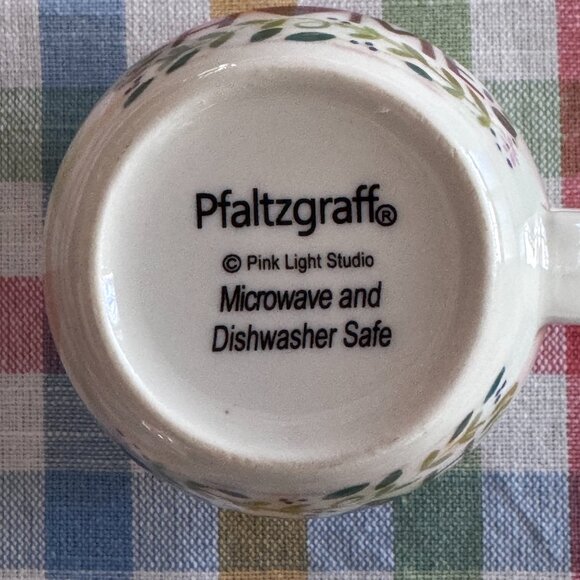 Pfaltzgraff®
© Pink Light Studio
Microwave and
Dishwasher Safe